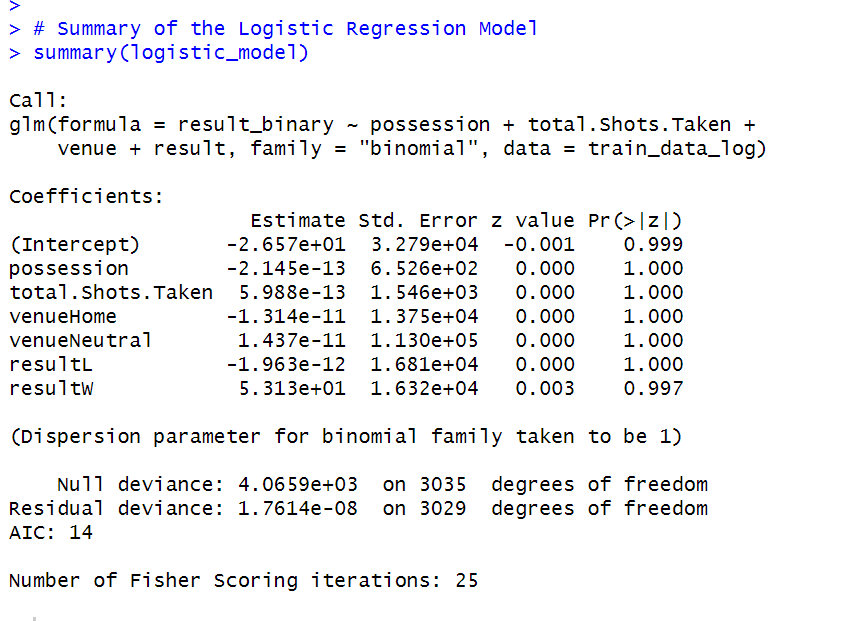 >
> # Summary of the Logistic Regression Model
> summary(logistic_model)
Call:
glm(formula = result_binary ~ possession + total.Shots.Taken +
    venue + result, family = "binomial", data = train_data_log)
Coefficients:
                    Estimate Std. Error z value Pr(>|z|)
(Intercept)       -2.657e+01  3.279e+04  -0.001    0.999
possession        -2.145e-13  6.526e+02   0.000    1.000
total.Shots.Taken  5.988e-13  1.546e+03   0.000    1.000
venueHome         -1.314e-11  1.375e+04   0.000    1.000
venueNeutral       1.437e-11  1.130e+05   0.000    1.000
resultL           -1.963e-12  1.681e+04   0.000    1.000
resultW            5.313e+01  1.632e+04   0.003    0.997
(Dispersion parameter for binomial family taken to be 1)
    Null deviance: 4.0659e+03  on 3035  degrees of freedom
Residual deviance: 1.7614e-08  on 3029  degrees of freedom
AIC: 14
Number of Fisher Scoring iterations: 25